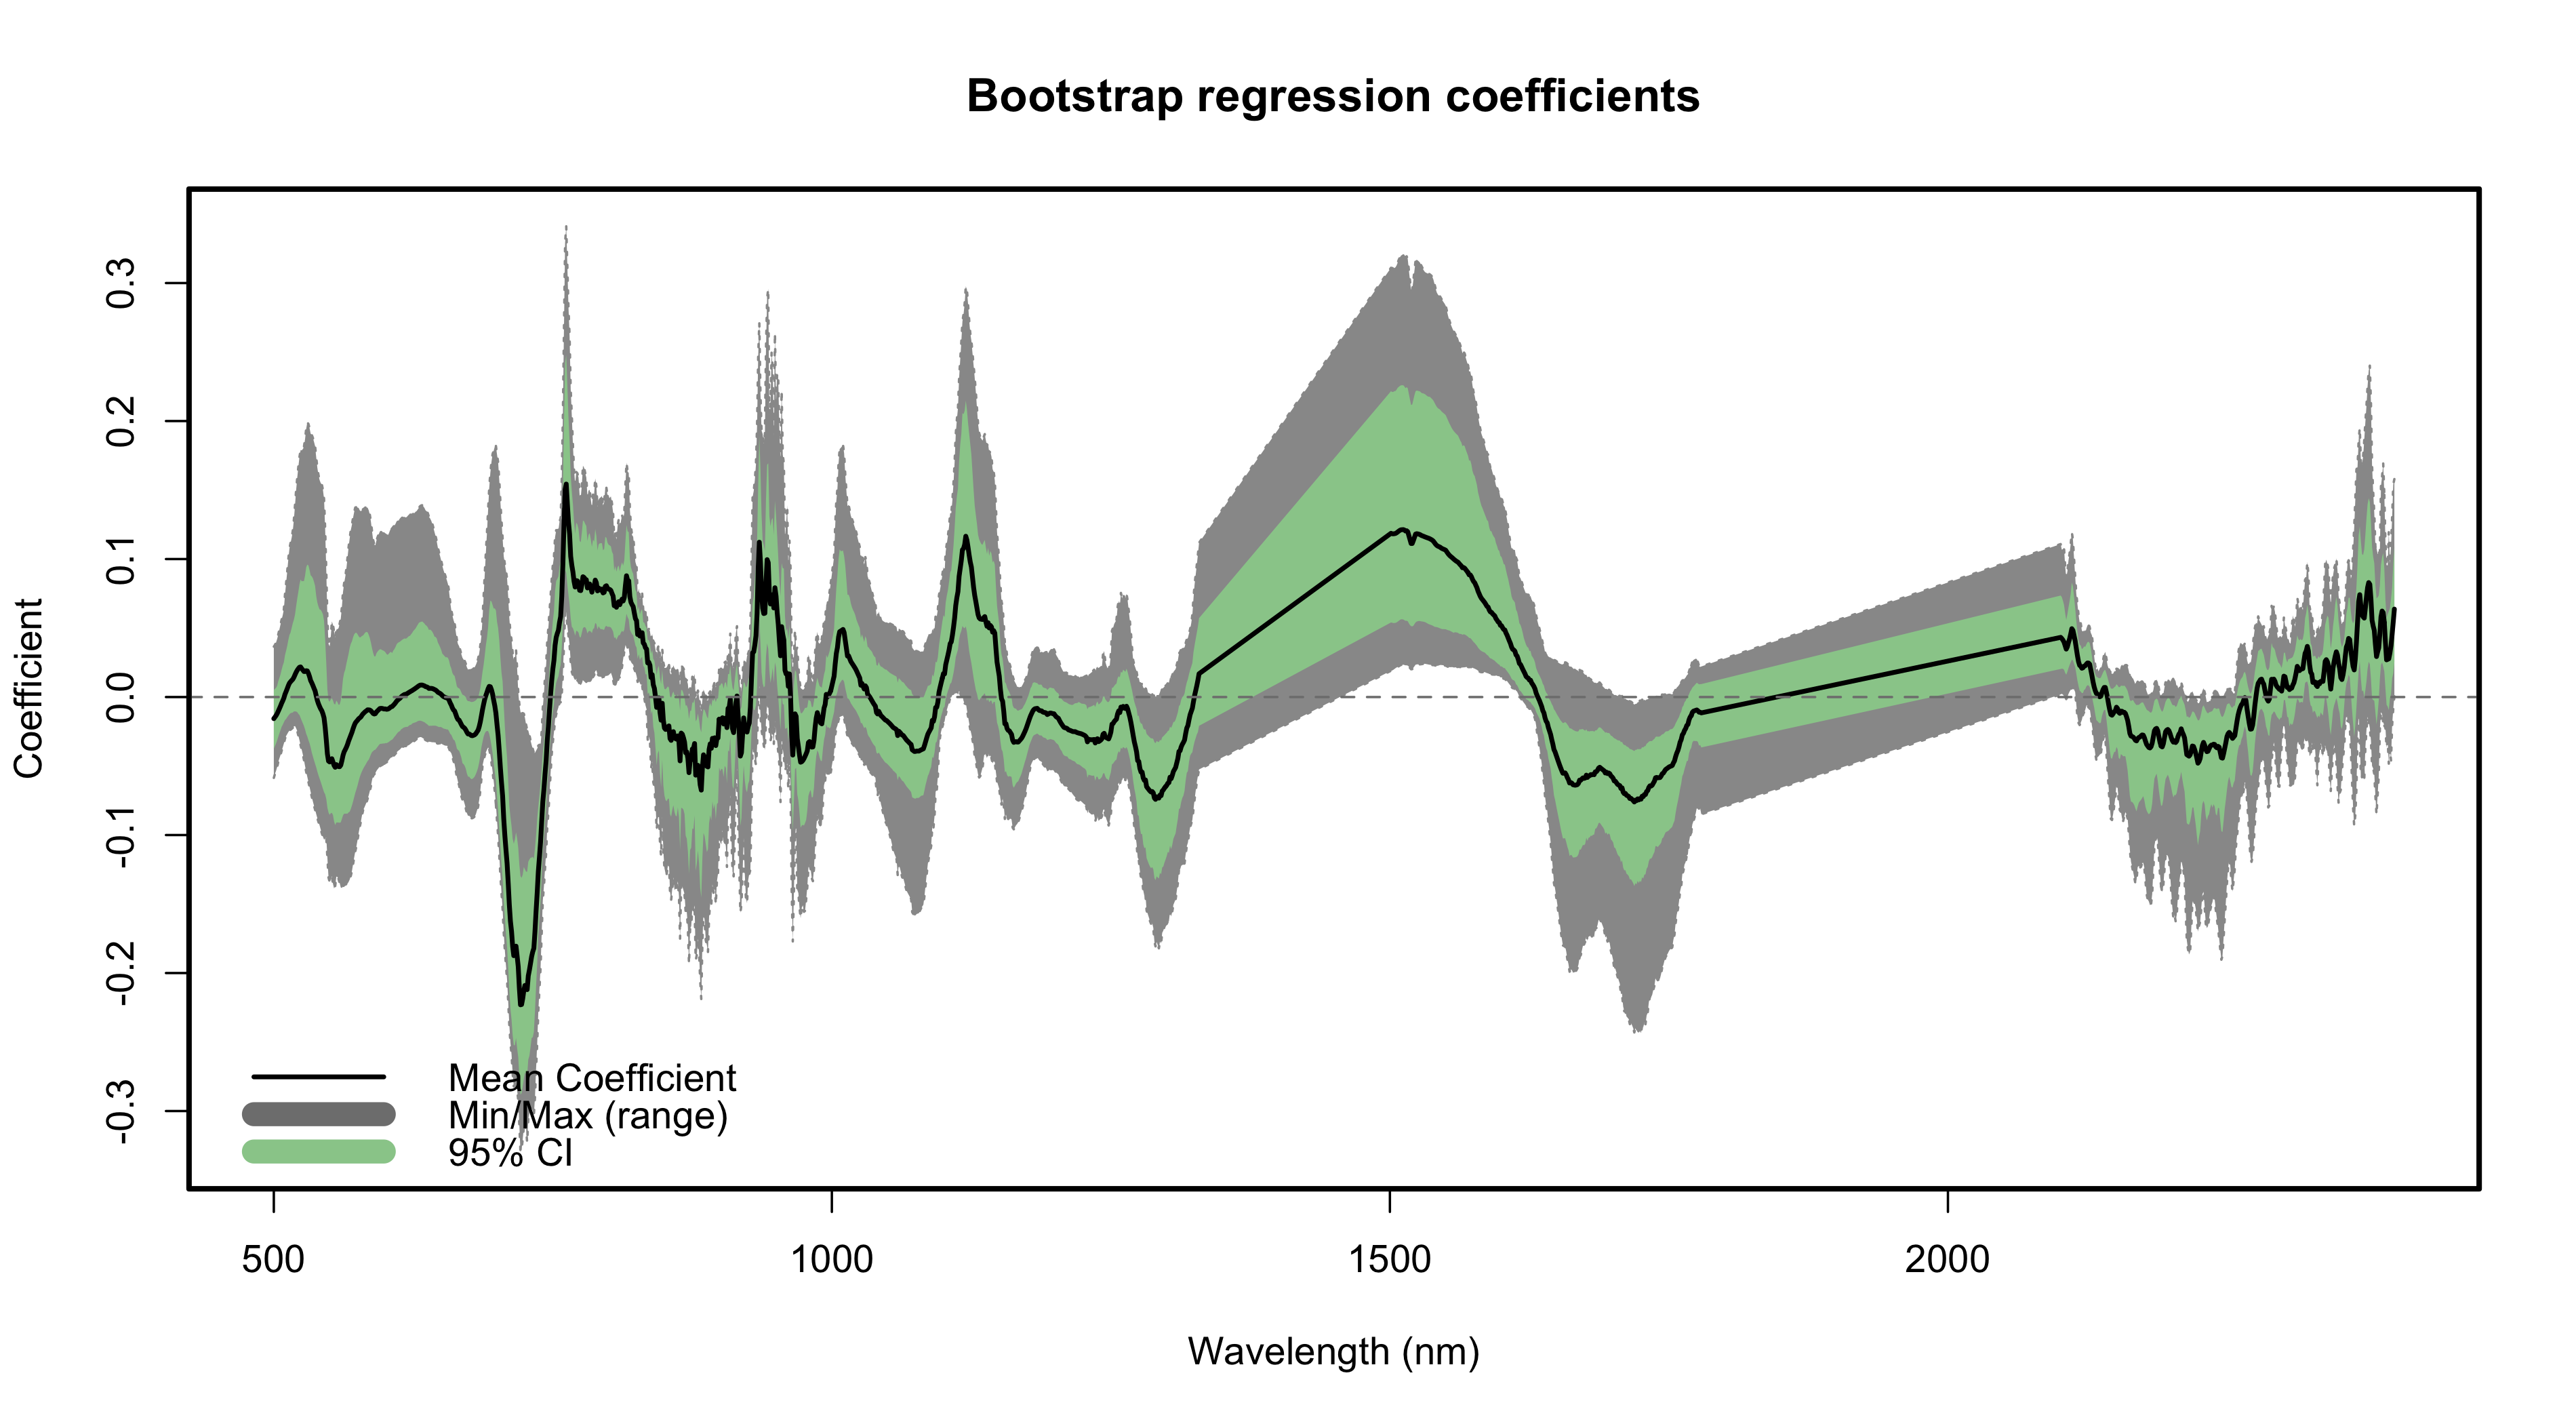 Bootstrap regression coefficients
Coefficient
0.3
0.2
0.1
0.0
-0.1
-0.2
-0.3
Mean Coefficient
Min/Max (range)
95% CI
500 1000 1500 2000
Wavelength (nm)